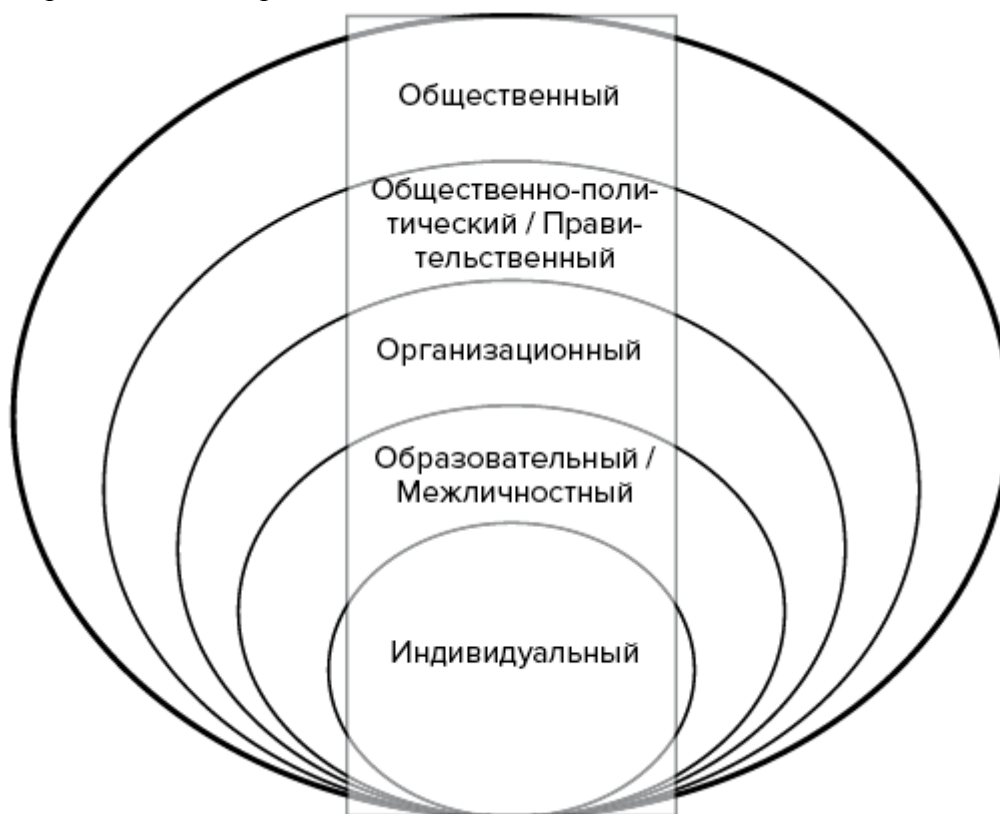 Общественный
Общественно-поли-
тический / Прави-
тельственный
Организационный
Образовательный /
Межличностный
Индивидуальный